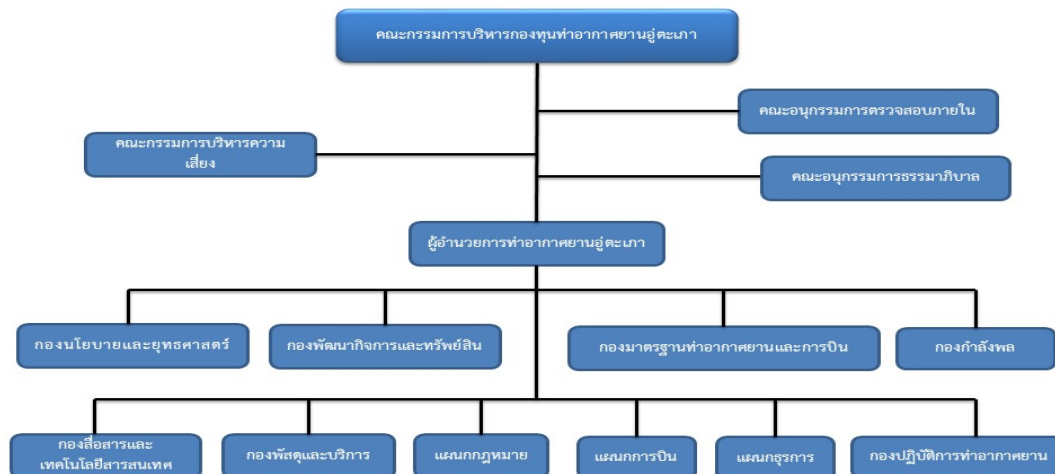 คณะกรรมการบริหารกองทุนท่าอากาศยานอู่ตะเภา
คณะอนุกรรมการตรวจสอบภายใน
คณะกรรมการบริหารความ
เสี่ยง
คณะอนุกรรมการธรรมาภิบาล
ผู้อำนวยการท่าอากาศยานอู่ตะเภา
กองนโยบายและยุทธศาสตร์
กองพัฒนากิจการและทรัพย์สิน
กองมาตรฐานท่าอากาศยานและการบิน
กองกำลังพล
กองสื่อสารและ
เทคโนโลยีสารสนเทศ
กองพัสดุและบริการ
แผนกกฎหมาย
แผนกการบิน
แผนกธุรการ
กองปฏิบัติการท่าอากาศยาน